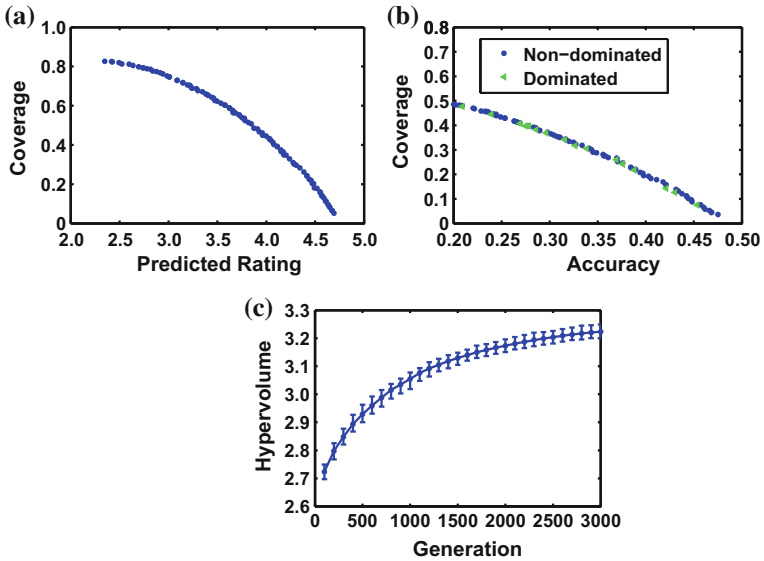 (a)
1.0
0.8
0.6
0.4
0.2
0
Coverage
2.0 2.5 3.0 3.5 4.0 4.5 5.0
Predicted Rating
(b)
0.8
0.7
0.6
0.5
0.4
0.3
0.2
0.1
0
Coverage
Non-dominated
Dominated
0.20 0.25 0.30 0.35 0.40 0.45 0.50
Accuracy
(c)
3.3
3.2
3.1
3.0
2.9
2.8
2.7
2.6
Hypervolume
0 500 1000 1500 2000 2500 3000
Generation